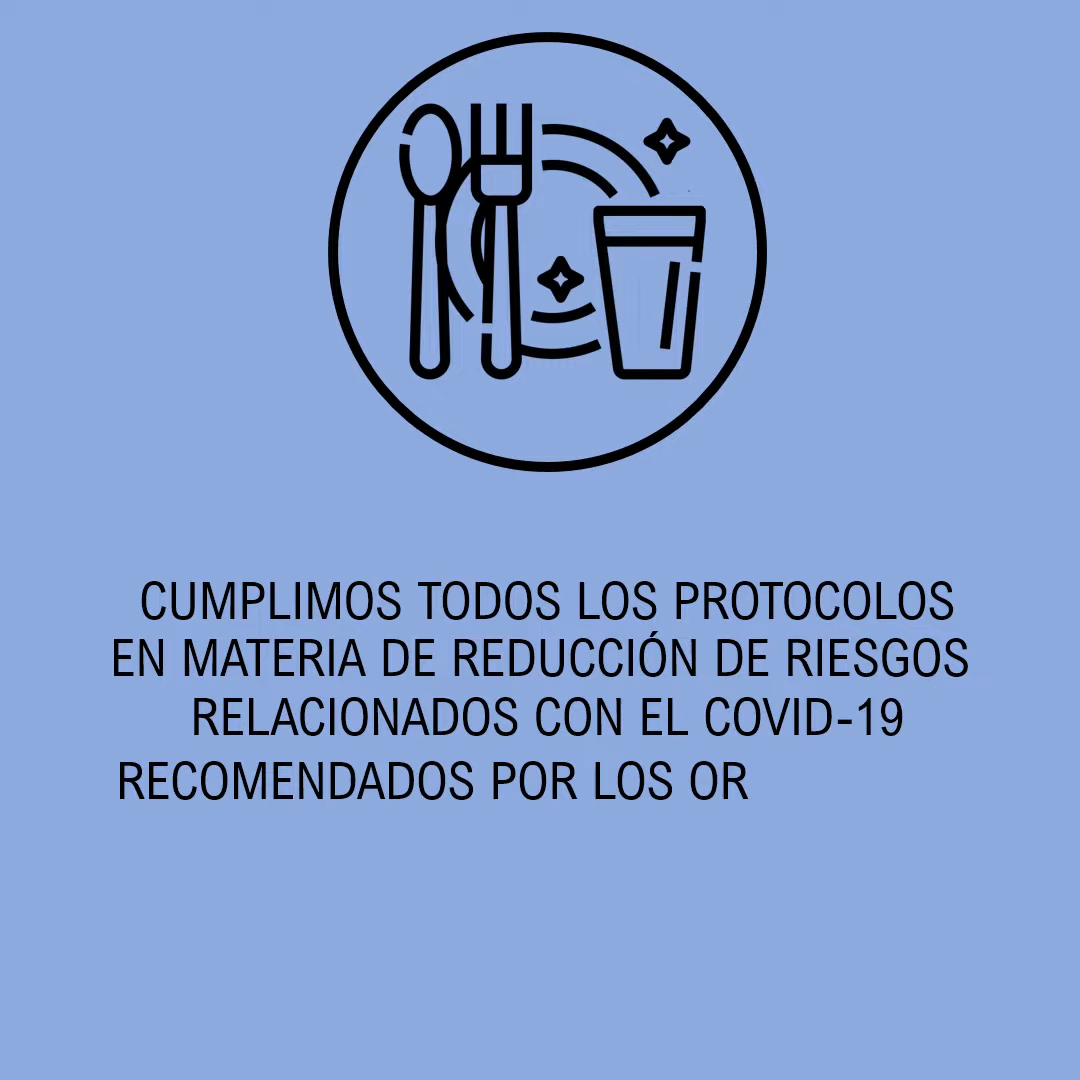 CUMPLIMOS TODOS LOS PROTOCOLOS
EN MATERIA DE REDUCCIÓN DE RIESGOS
RELACIONADOS CON EL COVID-19
RECOMENDADOS POR LOS OR